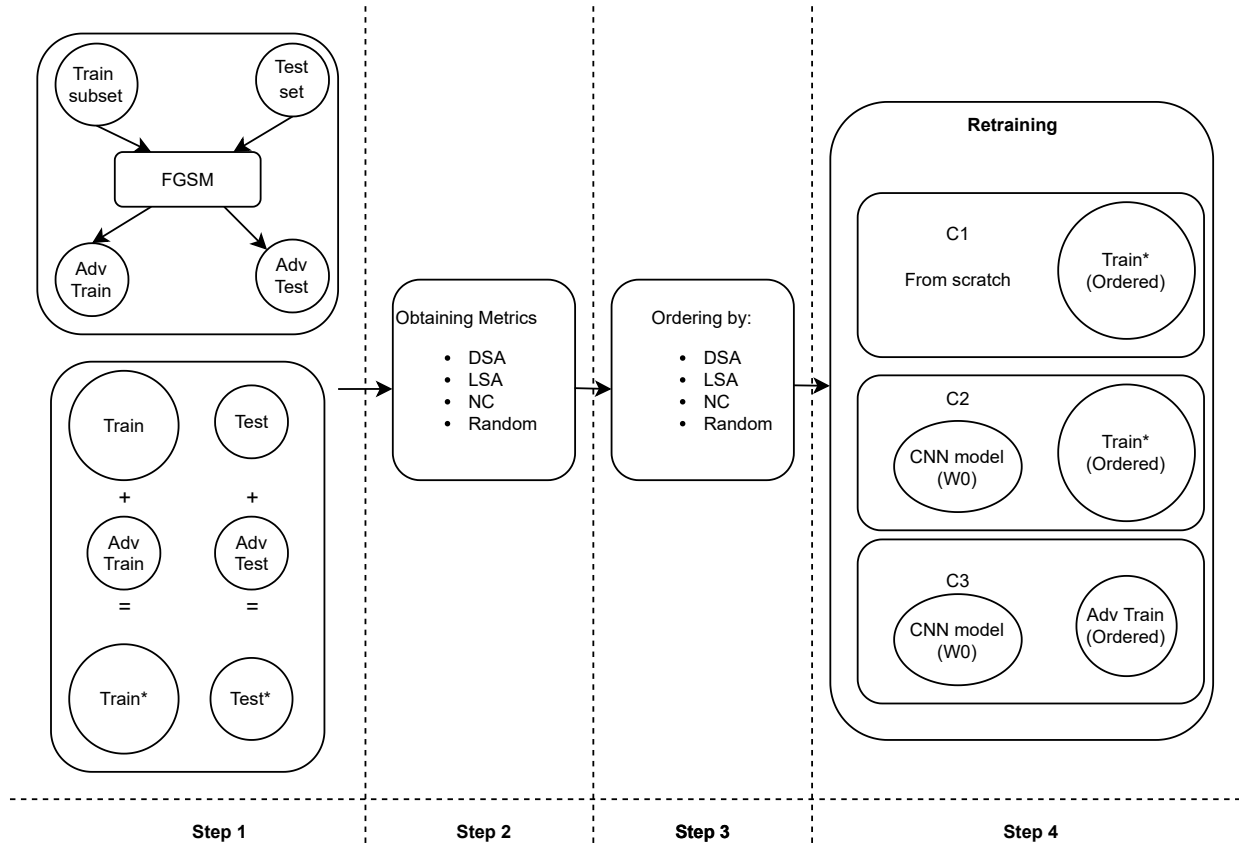 Train
subset
Test
set
FGSM
Adv
Train
Adv
Test
Train
Test
+
+
Adv
Train
Adv
Test
=
=
Train*
Test*
Step 1
Obtaining Metrics
• DSA
• LSA
• NC
• Random
Step 2
Ordering by:
• DSA
• LSA
• NC
• Random
Step 3
Retraining
C1
From scratch
Train*
(Ordered)
C2
CNN model
(W0)
Train*
(Ordered)
C3
CNN model
(W0)
Adv Train
(Ordered)
Step 4